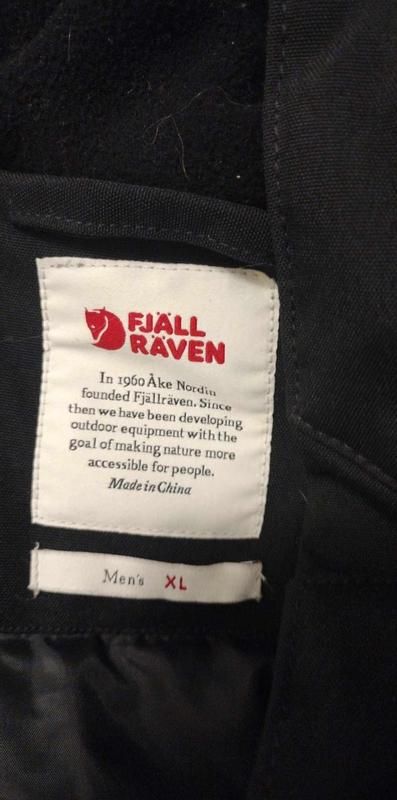 FJÄLL
RÄVEN
In 1960 Åke Nordin
founded Fjällräven. Since
then we have been developing
outdoor equipment with the
goal of making nature more
accessible for people.
Made in China
Men's XL